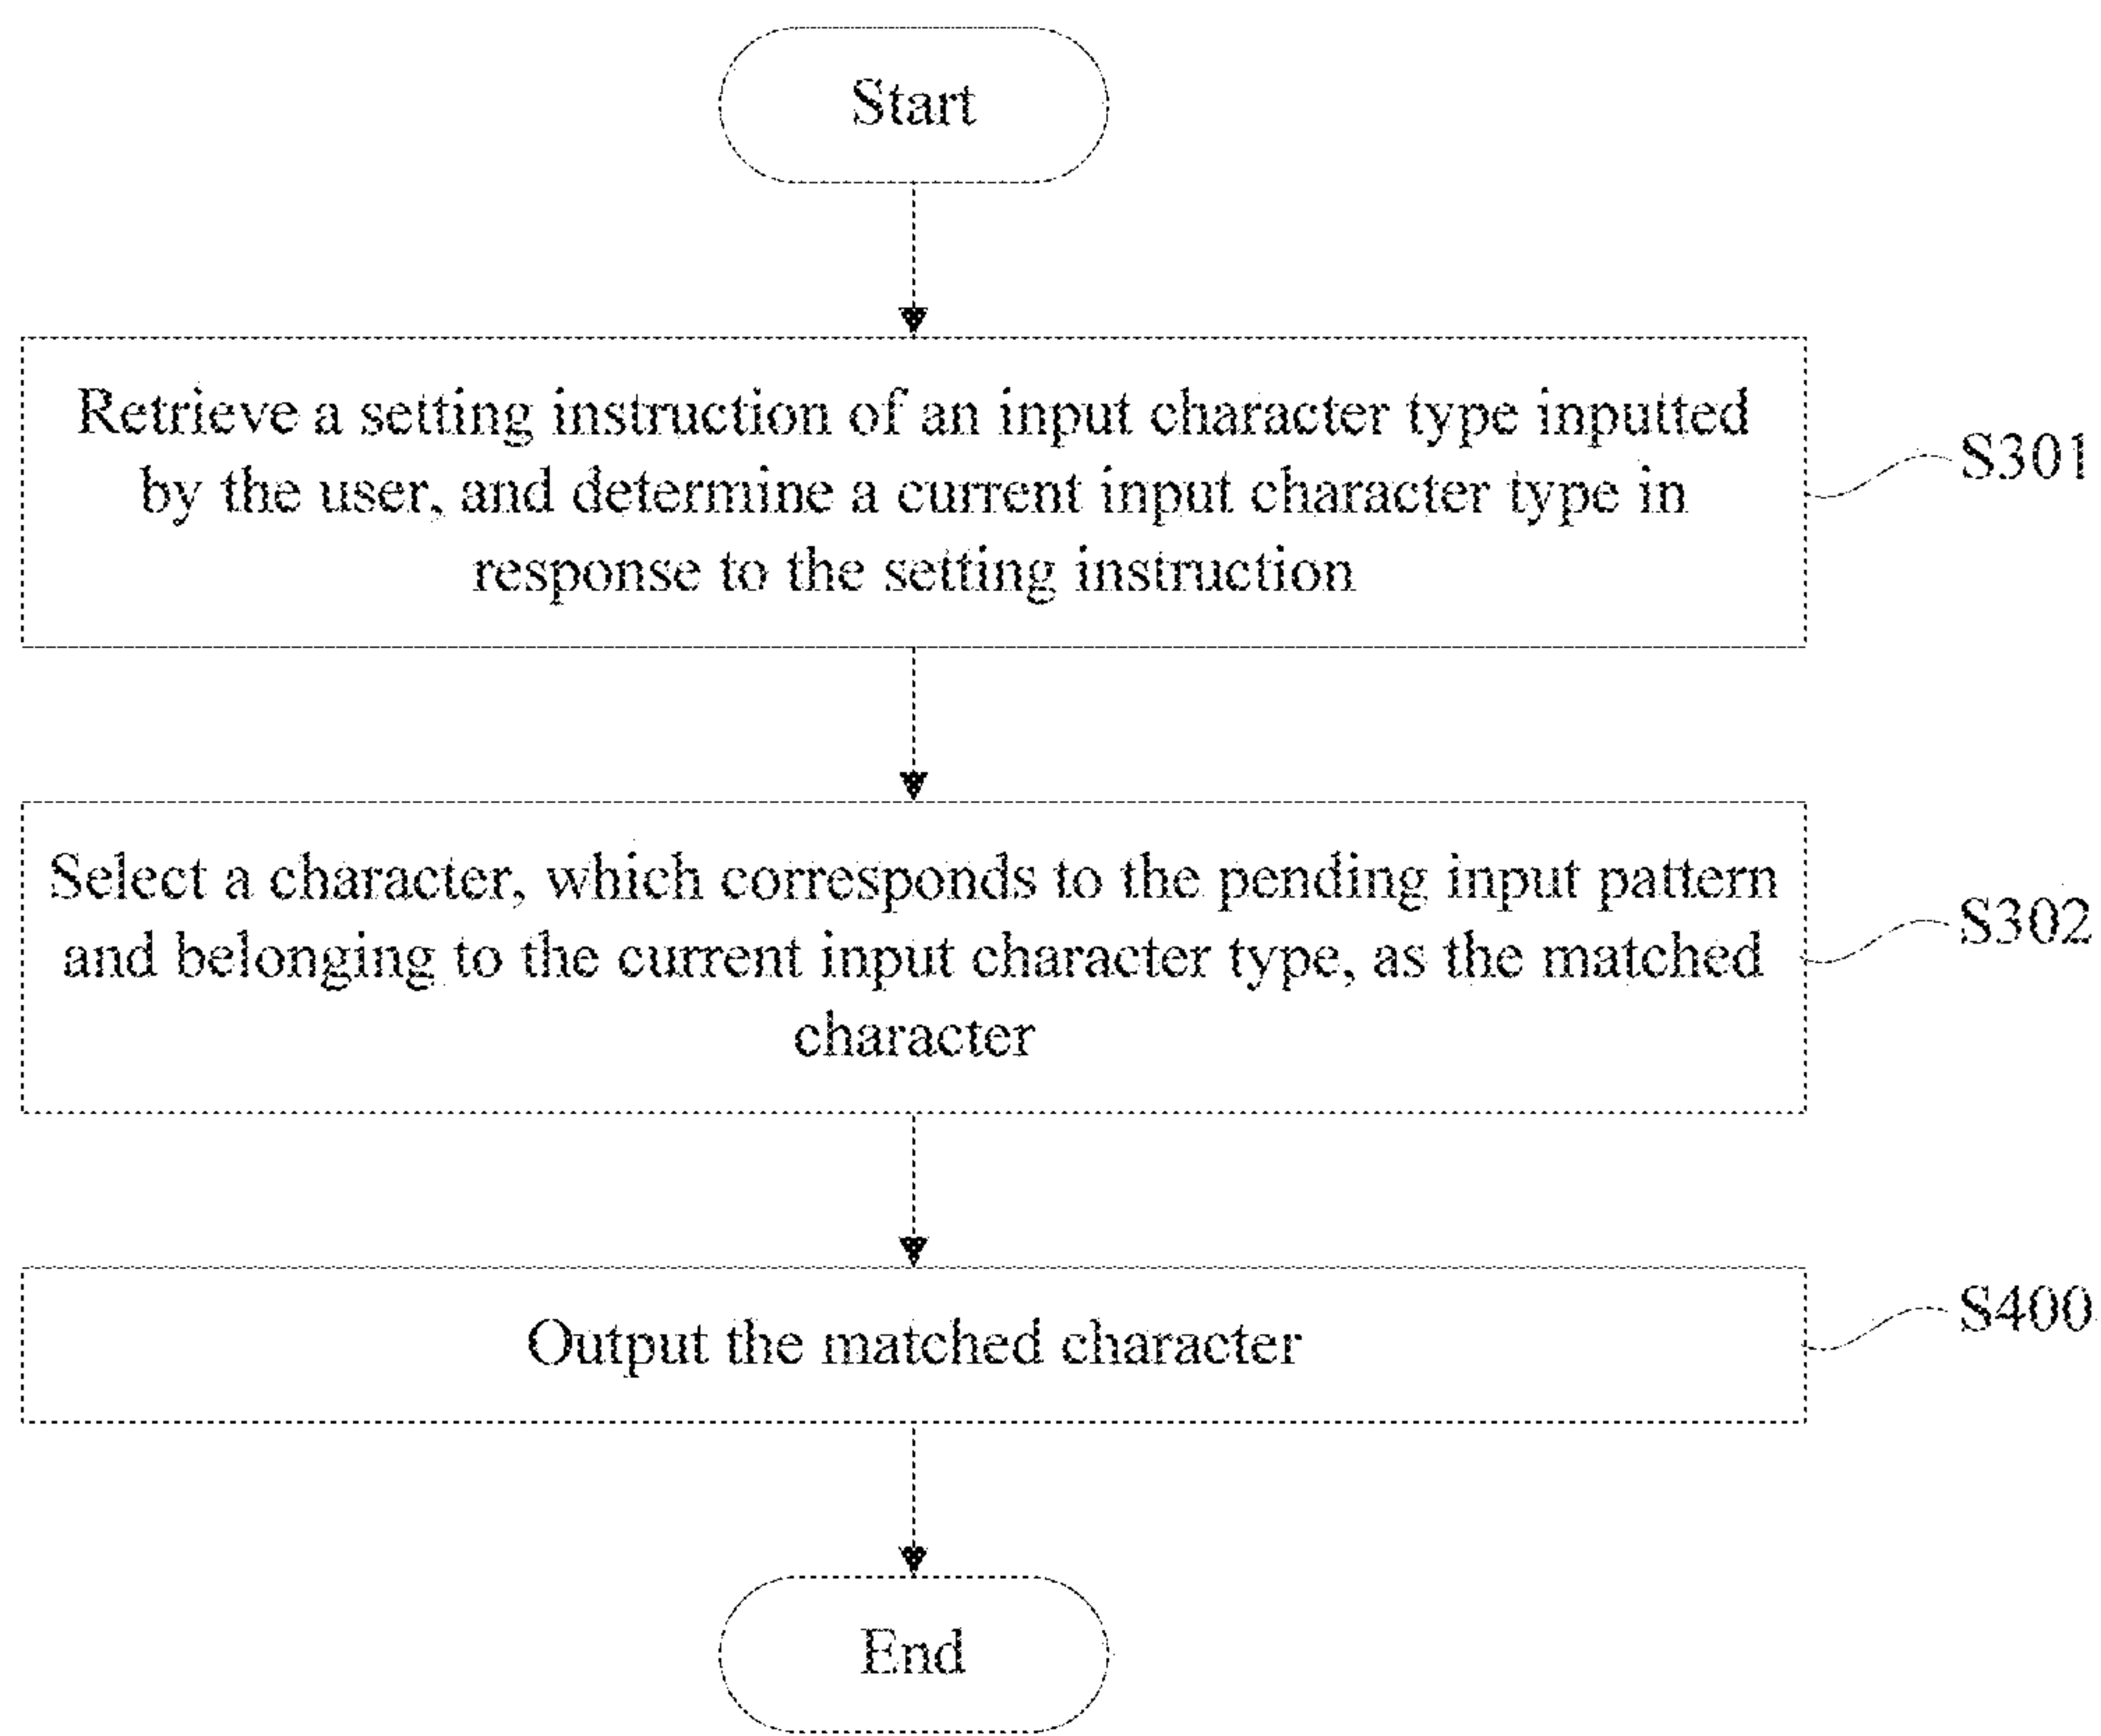 Start
Retrieve a setting instruction of an input character type inputted
by the user, and determine a current input character type in
response to the setting instruction
S301
Select a character, which corresponds to the pending input pattern
and belonging to the current input character type, as the matched
character
S302
Output the matched character
S400
End